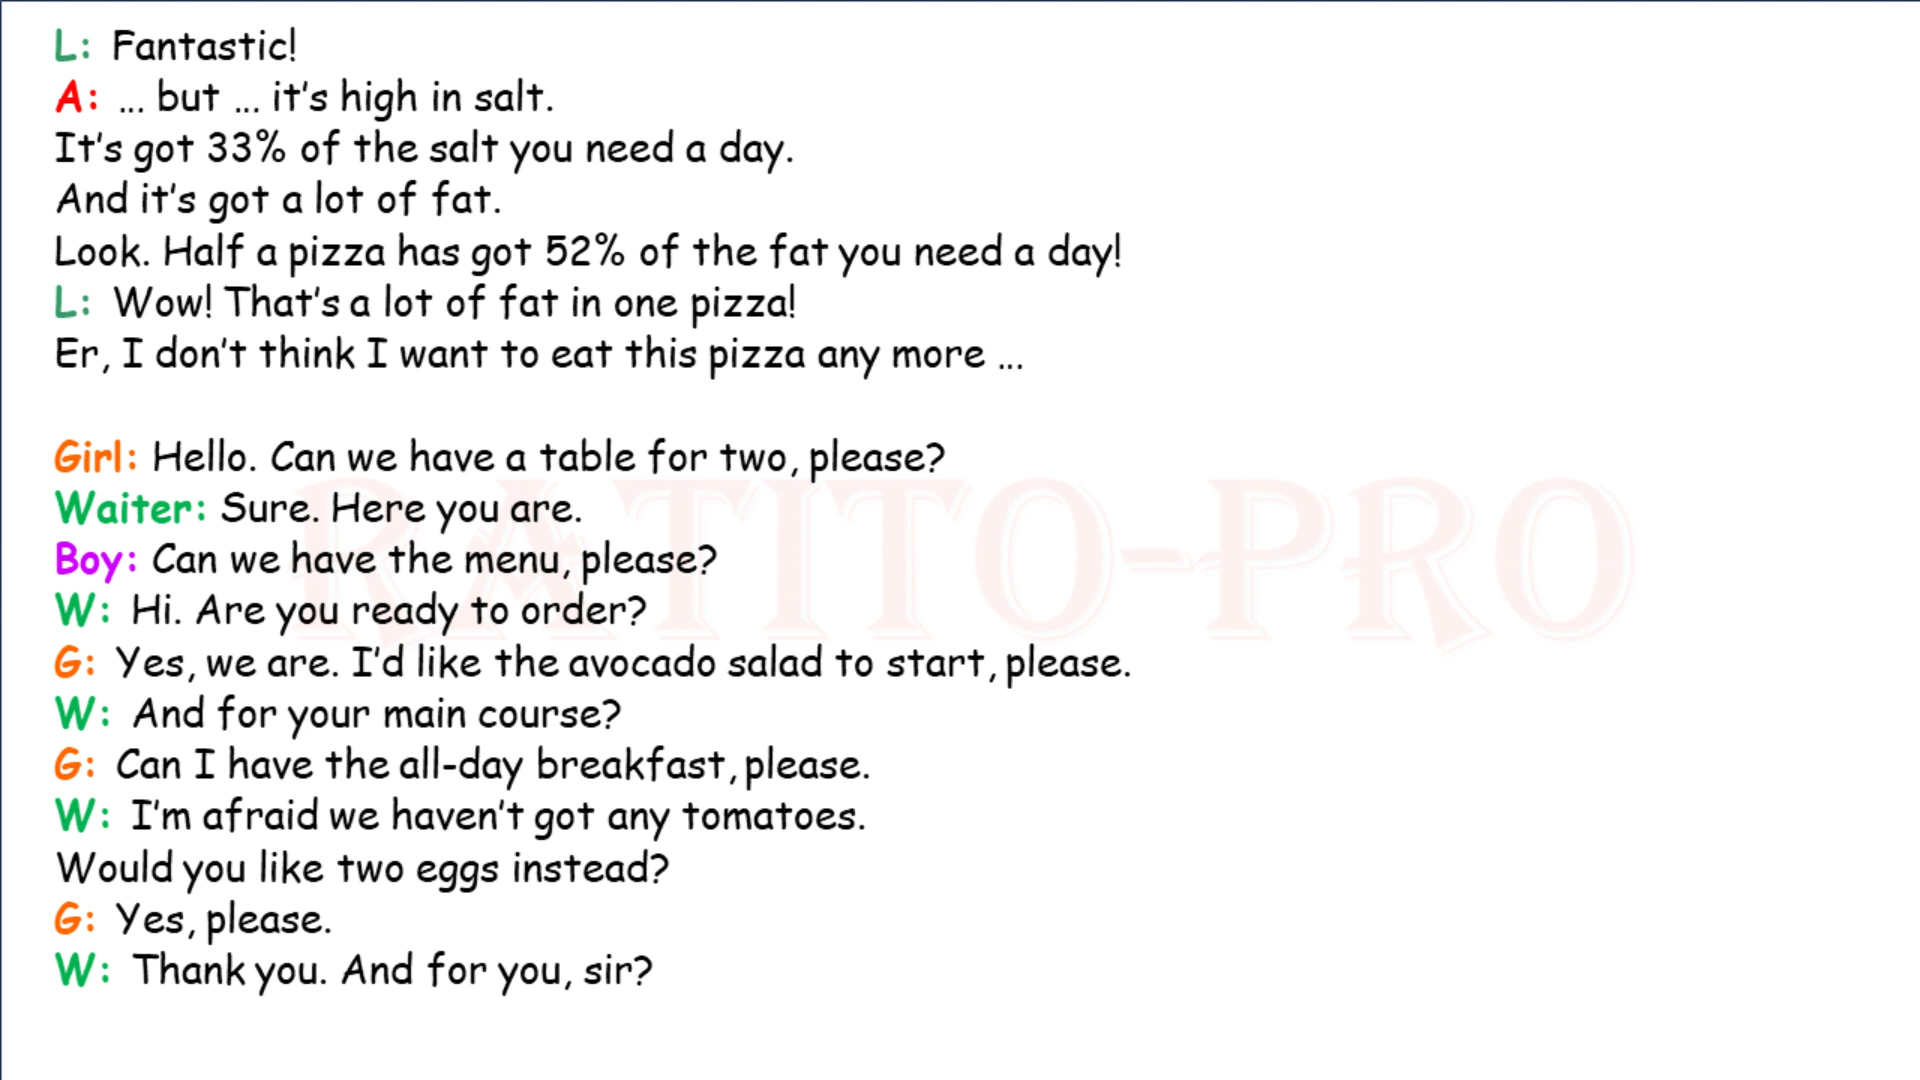 L: Fantastic!
A: ... but ... it's high in salt.
It's got 33% of the salt you need a day.
And it's got a lot of fat.
Look. Half a pizza has got 52% of the fat you need a day!
L: Wow! That's a lot of fat in one pizza!
Er, I don't think I want to eat this pizza any more ...
Girl: Hello. Can we have a table for two, please?
Waiter: Sure. Here you are.
Boy: Can we have the menu, please?
RATITO-PRO
W: Hi. Are you ready to order?
G: Yes, we are. I'd like the avocado salad to start, please.
W: And for your main course?
G: Can I have the all-day breakfast, please.
W: I'm afraid we haven't got any tomatoes.
Would you like two eggs instead?
G: Yes, please.
W: Thank you. And for you, sir?